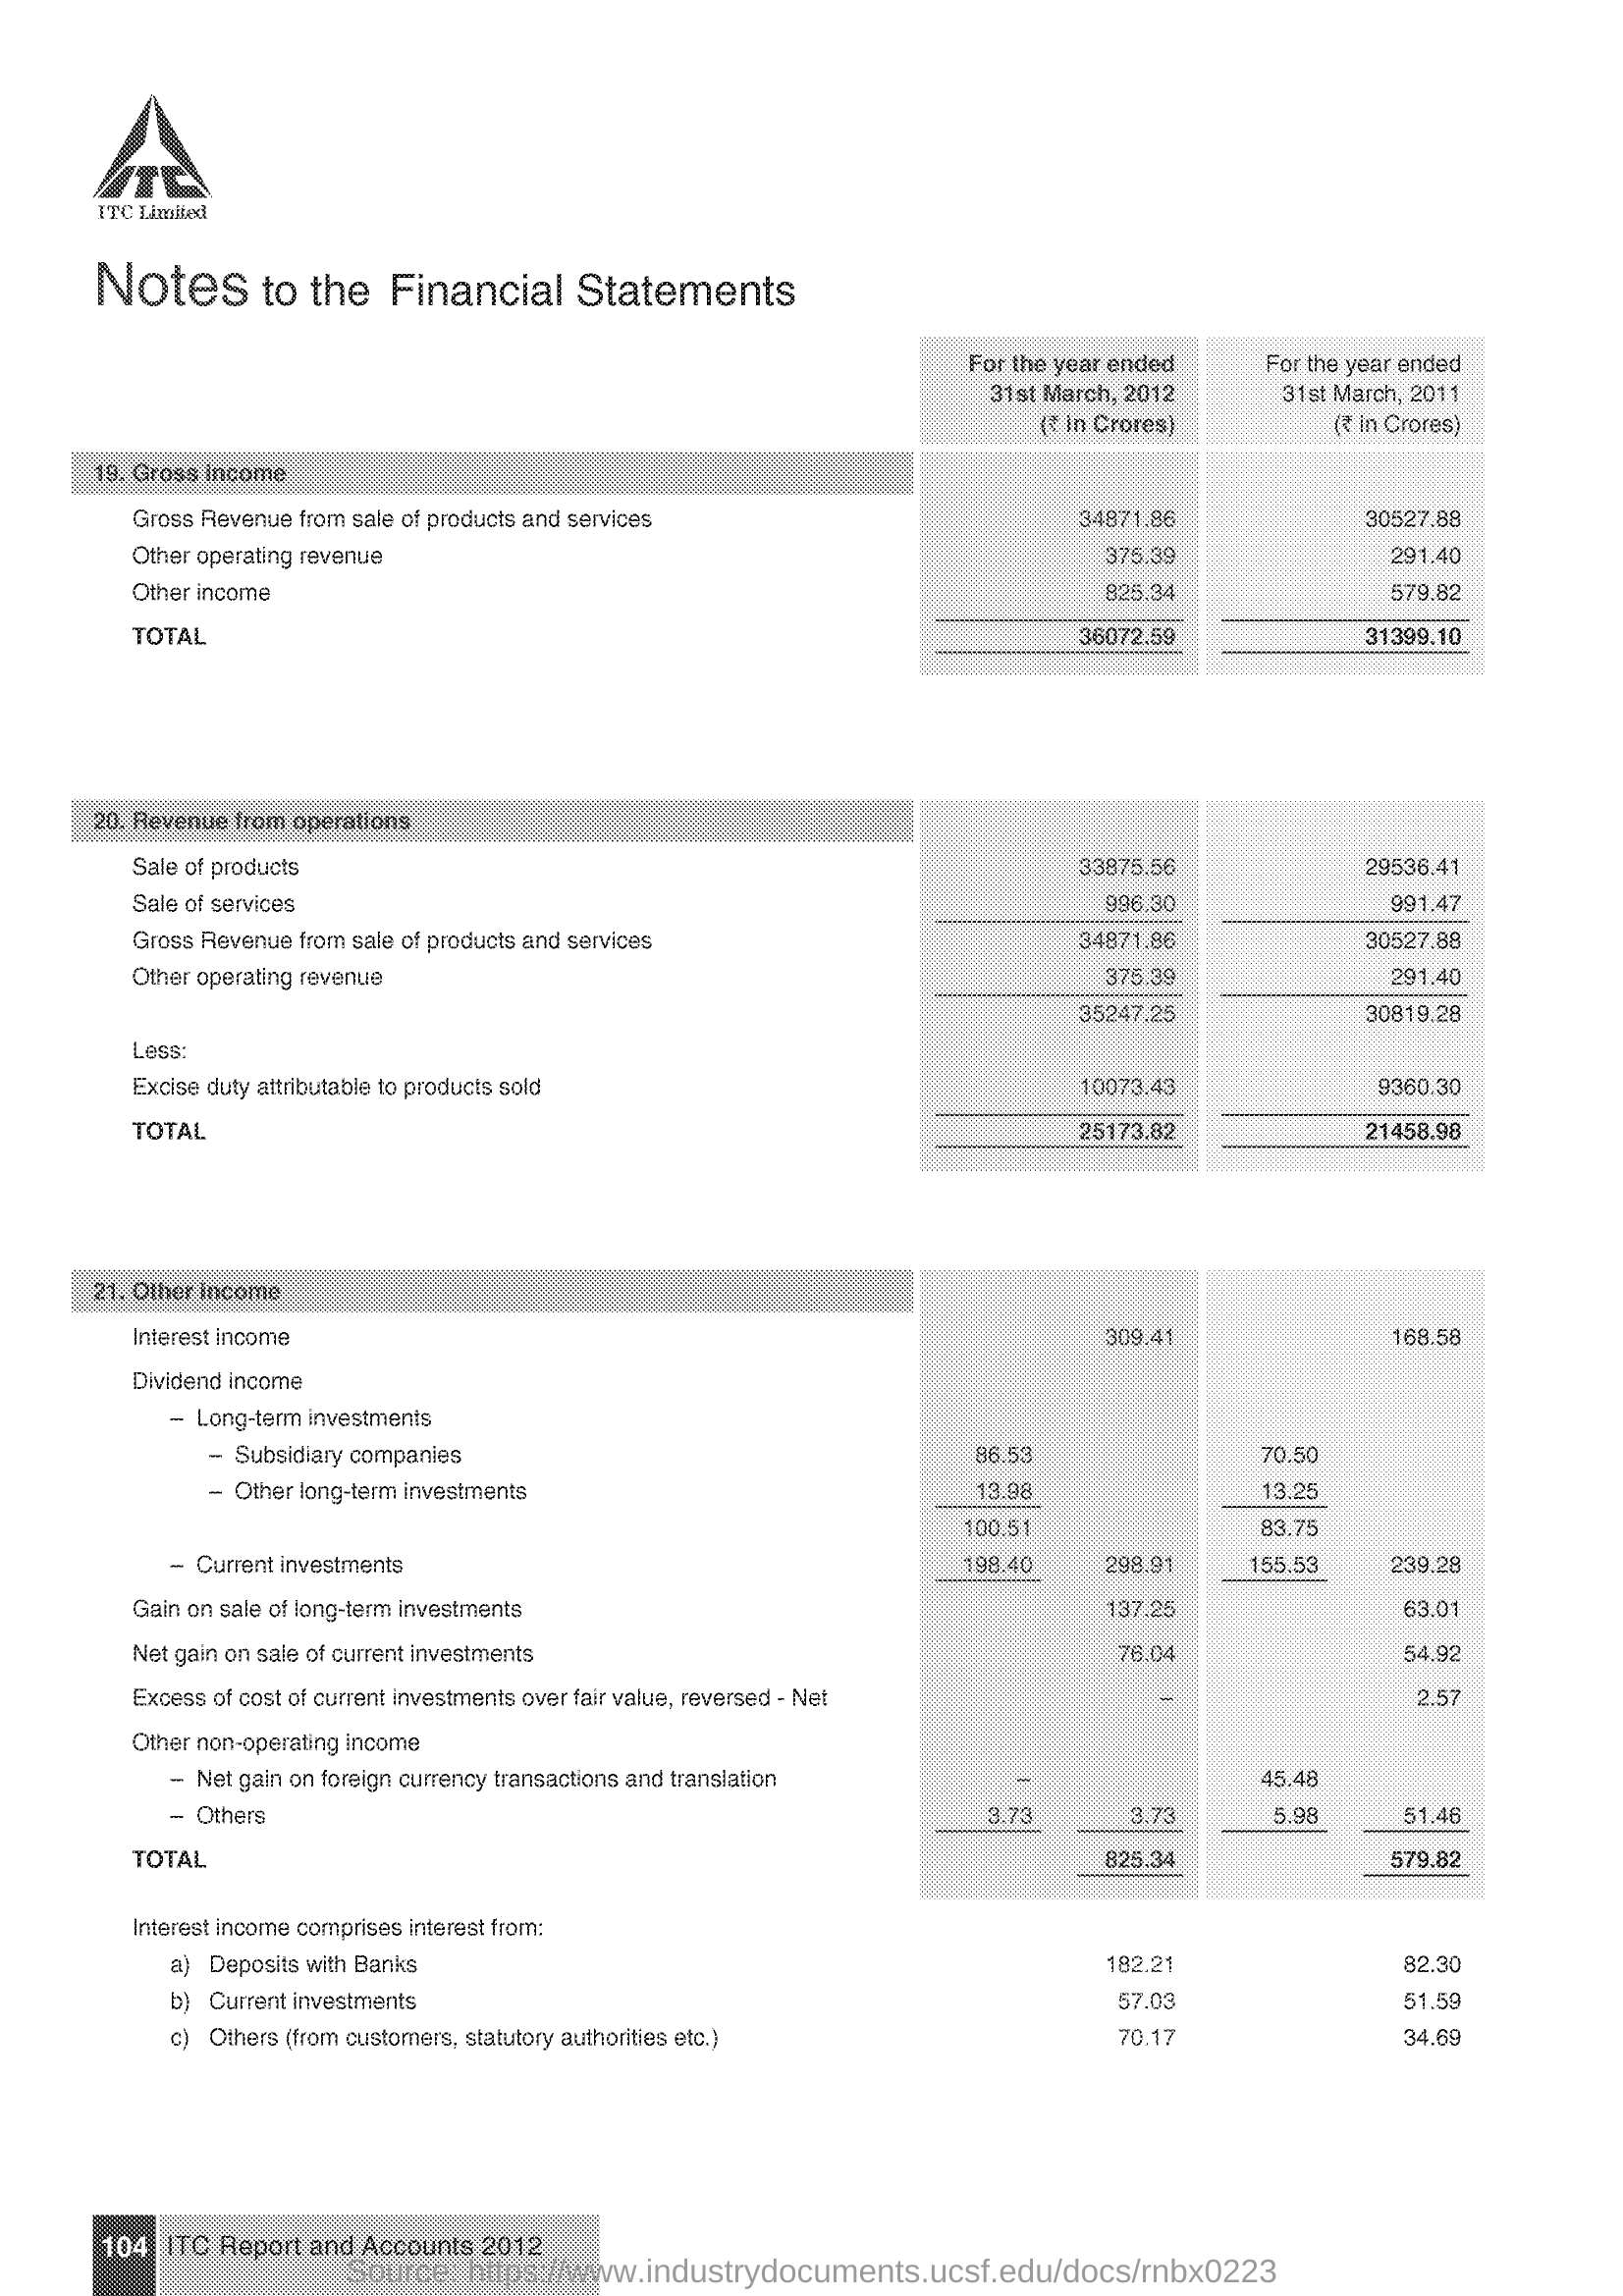 ITC
ITC Limited
Notes to the Financial Statements
For the year ended For the year ended
31st March, 2012 31st March, 2011
(₹ in Crores) (₹ in Crores)
19. Gross income
Gross Revenue from sale of products and services 34871.86 30527.88
Other operating revenue 375.39 291.40
Other income 825.34 579.82
TOTAL 36072.59 31399.10
20. Revenue from operations
Sale of products 33875.56 29536.41
Sale of services 996.30 991.47
Gross Revenue from sale of products and services 34871.86 30527.88
Other operating revenue 375.39 291.40
35247.25 30819.28
Less:
Excise duty attributable to products sold 10073.43 9360.30
TOTAL 25173.82 21458.98
21. Other income
Interest income 309.41 168.58
Dividend income
– Long-term investments
– Subsidiary companies 86.53 70.50
– Other long-term investments 13.98 13.25
100.51 83.75
– Current investments 198.40 298.91 155.53 239.28
Gain on sale of long-term investments 137.25 63.01
Net gain on sale of current investments 76.04 54.92
Excess of cost of current investments over fair value, reversed - Net – 2.57
Other non-operating income
– Net gain on foreign currency transactions and translation – 45.48
– Others 3.73 3.73 5.98 51.46
TOTAL 825.34 579.82
Interest income comprises interest from:
a) Deposits with Banks 182.21 82.30
b) Current investments 57.03 51.59
c) Others (from customers, statutory authorities etc.) 70.17 34.69
104 ITC Report and Accounts 2012
Source: https://www.industrydocuments.ucsf.edu/docs/rnbx0223